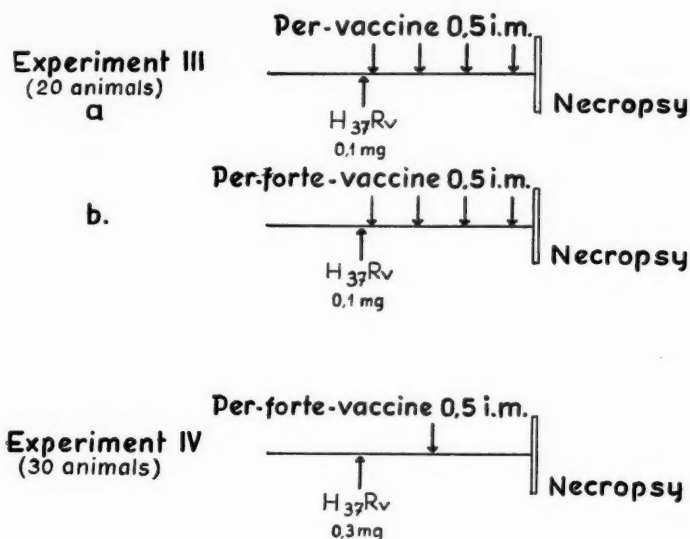 Per-vaccine 0,5 i.m.
Experiment III
(20 animals)
a
Necropsy
H37Rv
0,1 mg
Per-forte-vaccine 0,5 i.m.
b.
Necropsy
H37Rv
0,1 mg
Per-forte-vaccine 0,5 i.m.
Experiment IV
(30 animals)
Necropsy
H37Rv
0,3 mg